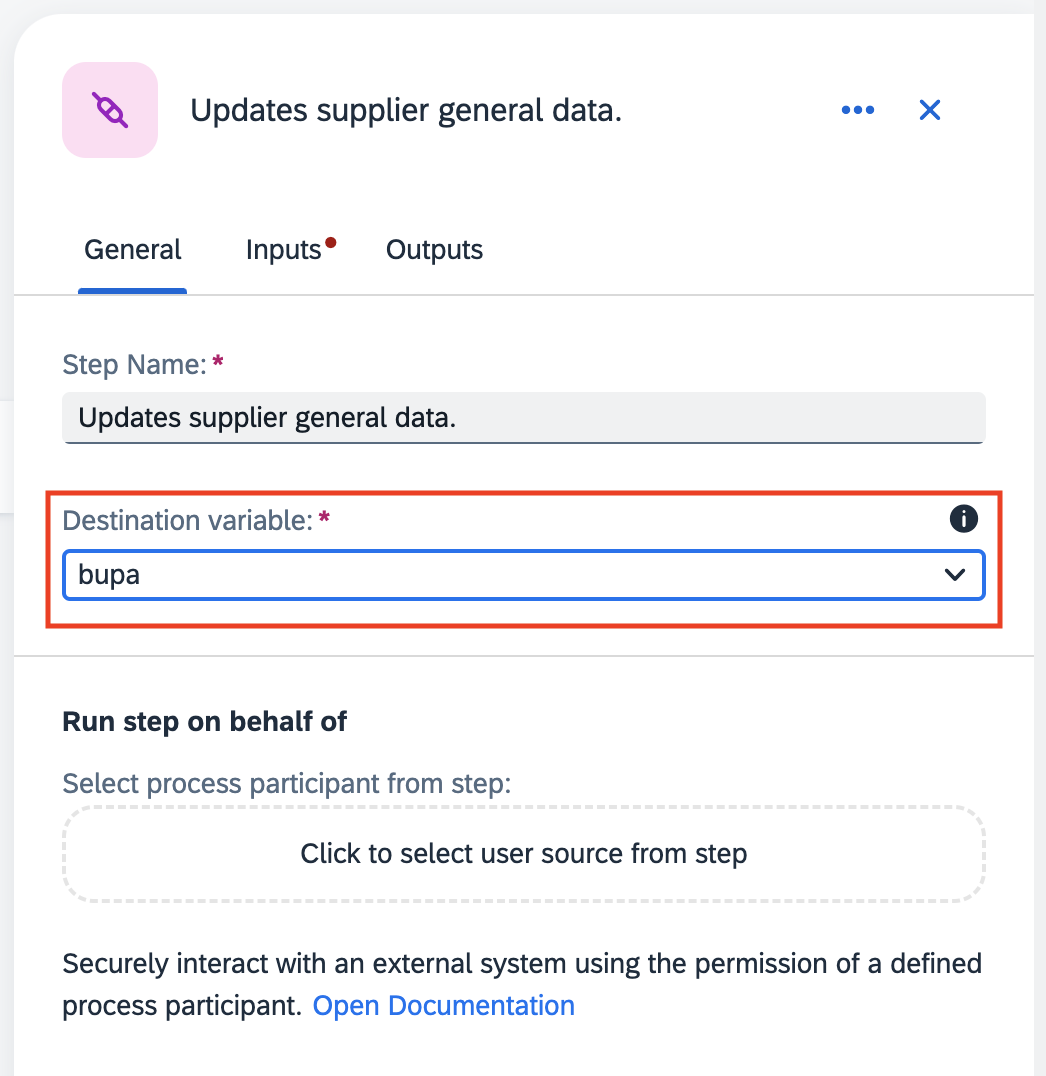 Updates supplier general data.
General Inputs Outputs
Step Name: *
Updates supplier general data.
Destination variable: *
bupa
Run step on behalf of
Select process participant from step:
Click to select user source from step
Securely interact with an external system using the permission of a defined
process participant. Open Documentation